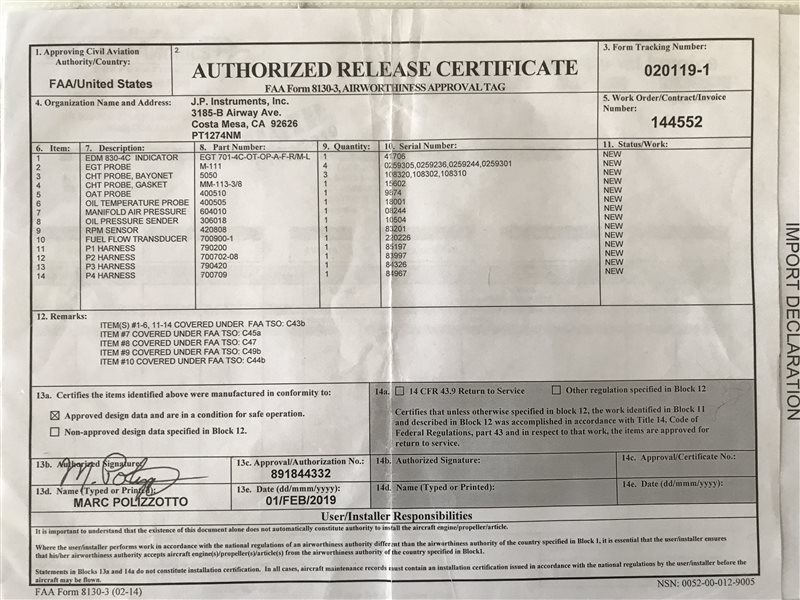 1. Approving Civil Aviation
Authority/Country:
FAA/United States
2.
AUTHORIZED RELEASE CERTIFICATE
FAA Form 8130-3, AIRWORTHINESS APPROVAL TAG
3. Form Tracking Number:
020119-1
4. Organization Name and Address:
J.P. Instruments, Inc.
3185-B Airway Ave.
Costa Mesa, CA 92626
PT1274NM
5. Work Order/Contract/Invoice
Number:
144552
6. Item: 7. Description: 8. Part Number: 9. Quantity: 10. Serial Number: 11. Status/Work:
1 EDM 830-4C INDICATOR EGT 701-4C-OT-OP-A-F-R/M-L 1 41706 NEW
2 EGT PROBE M-111 4 0259305,0259236,0259244,0259301 NEW
3 CHT PROBE, BAYONET 5050 3 108320,108302,108310 NEW
4 CHT PROBE, GASKET MM-113-3/8 1 15602 NEW
5 OAT PROBE 400510 1 9874 NEW
6 OIL TEMPERATURE PROBE 400505 1 18001 NEW
7 MANIFOLD AIR PRESSURE 604010 1 08244 NEW
8 OIL PRESSURE SENDER 306018 1 10504 NEW
9 RPM SENSOR 420808 1 83201 NEW
10 FUEL FLOW TRANSDUCER 700900-1 1 230226 NEW
11 P1 HARNESS 790200 1 85197 NEW
12 P2 HARNESS 700702-08 1 83997 NEW
13 P3 HARNESS 790420 1 84326 NEW
14 P4 HARNESS 700709 1 84967 NEW
12. Remarks:
ITEM(S) #1-6, 11-14 COVERED UNDER FAA TSO: C43b
ITEM #7 COVERED UNDER FAA TSO: C45a
ITEM #8 COVERED UNDER FAA TSO: C47
ITEM #9 COVERED UNDER FAA TSO: C49b
ITEM #10 COVERED UNDER FAA TSO: C44b
13a. Certifies the items identified above were manufactured in conformity to:
☒ Approved design data and are in a condition for safe operation.
☐ Non-approved design data specified in Block 12.
14a. ☐ 14 CFR 43.9 Return to Service ☐ Other regulation specified in Block 12
Certifies that unless otherwise specified in block 12, the work identified in Block 11
and described in Block 12 was accomplished in accordance with Title 14, Code of
Federal Regulations, part 43 and in respect to that work, the items are approved for
return to service.
13b. Authorized Signature:
M. Polizzotto
13c. Approval/Authorization No.:
891844332
14b. Authorized Signature:
14c. Approval/Certificate No.:
13d. Name (Typed or Printed):
MARC POLIZZOTTO
13e. Date (dd/mmm/yyyy):
01/FEB/2019
14d. Name (Typed or Printed):
14e. Date (dd/mmm/yyyy):
User/Installer Responsibilities
It is important to understand that the existence of this document alone does not automatically constitute authority to install the aircraft engine/propeller/article.
Where the user/installer performs work in accordance with the national regulations of an airworthiness authority different than the airworthiness authority of the country specified in Block 1, it is essential that the user/installer ensures
that his/her airworthiness authority accepts aircraft engine(s)/propeller(s)/article(s) from the airworthiness authority of the country specified in Block1.
Statements in Blocks 13a and 14a do not constitute installation certification. In all cases, aircraft maintenance records must contain an installation certification issued in accordance with the national regulations by the user/installer before the
aircraft may be flown.
FAA Form 8130-3 (02-14)
NSN: 0052-00-012-9005
IMPORT DECLARATION